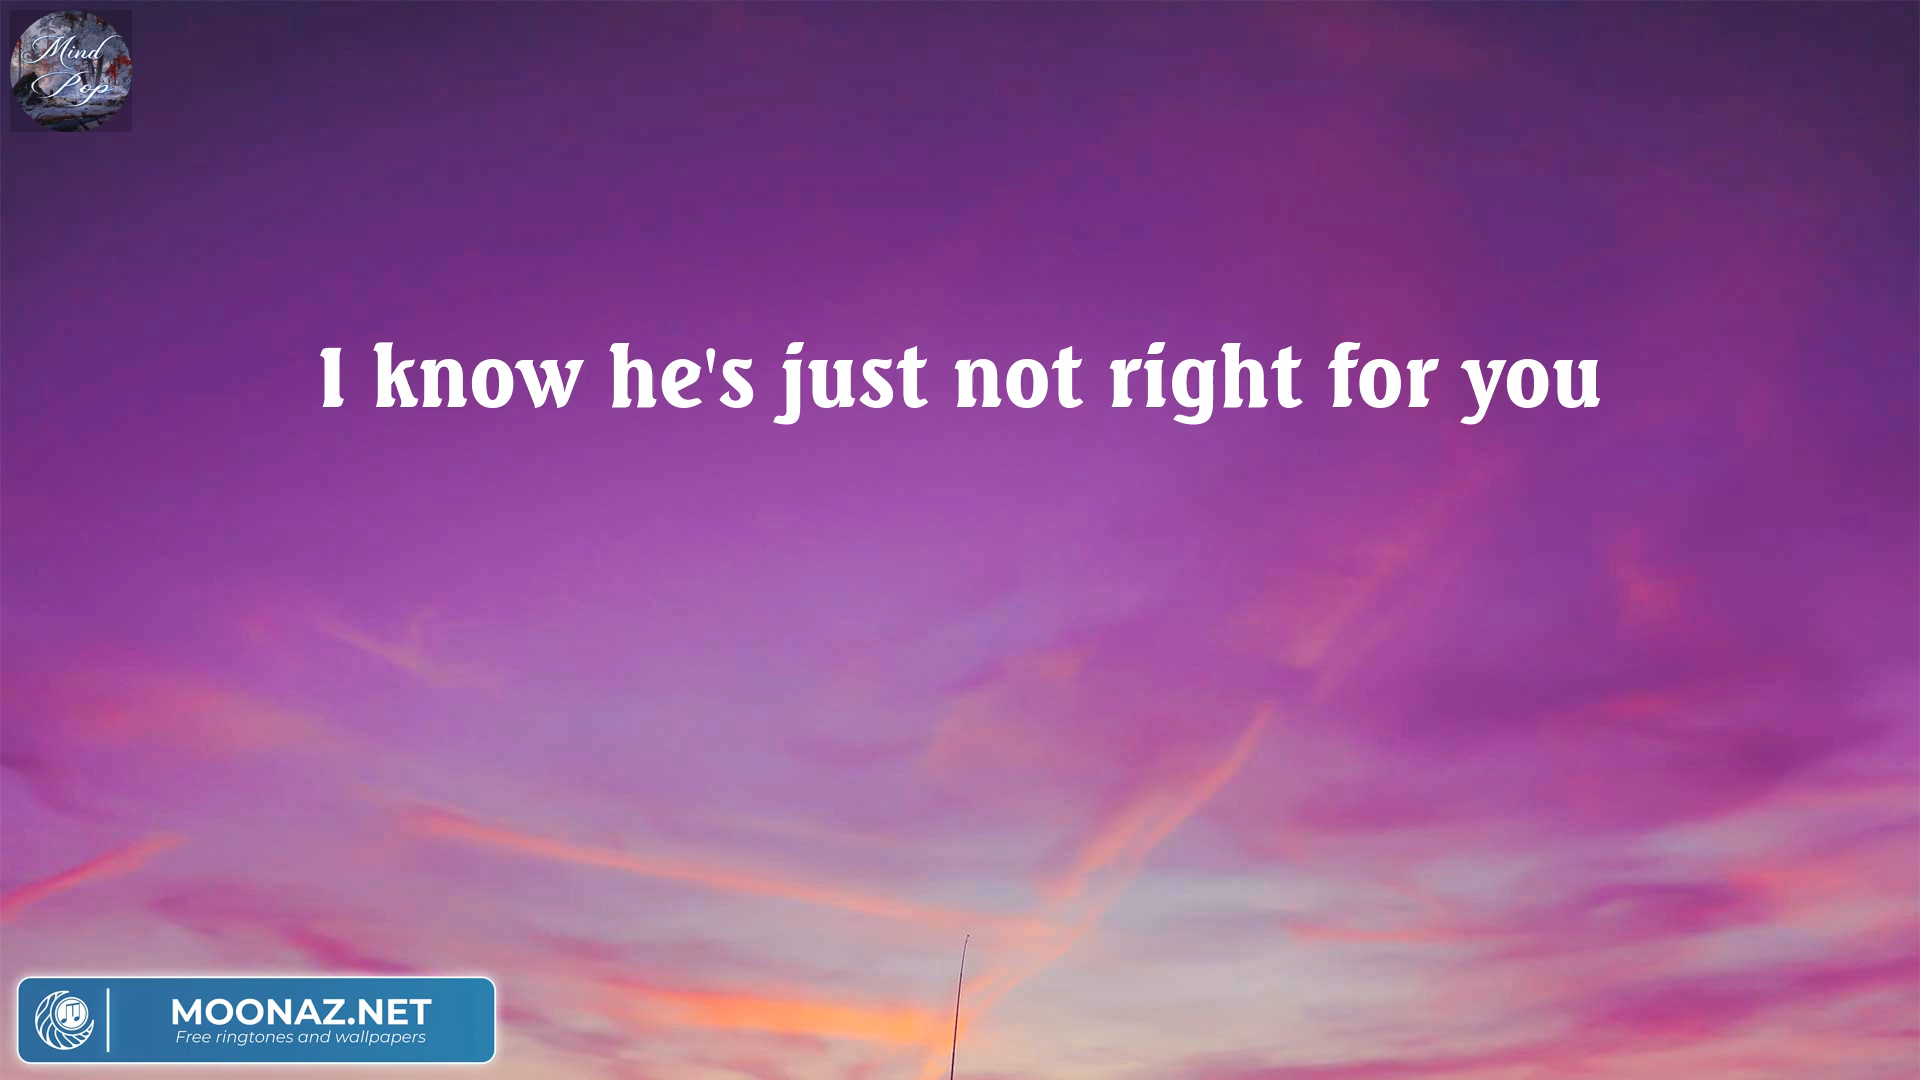 Mind
Pop
I know he's just not right for you
MOONAZ.NET
Free ringtones and wallpapers